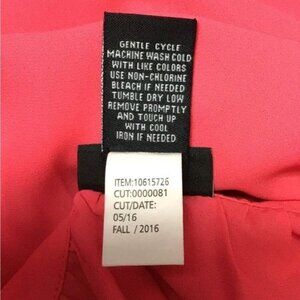 GENTLE CYCLE
MACHINE WASH COLD
WITH LIKE COLORS
USE NON-CHLORINE
BLEACH IF NEEDED
TUMBLE DRY LOW
REMOVE PROMPTLY
AND TOUCH UP
WITH COOL
IRON IF NEEDED
ITEM:10615726
CUT:0000081
CUT/DATE:
05/16
FALL / 2016